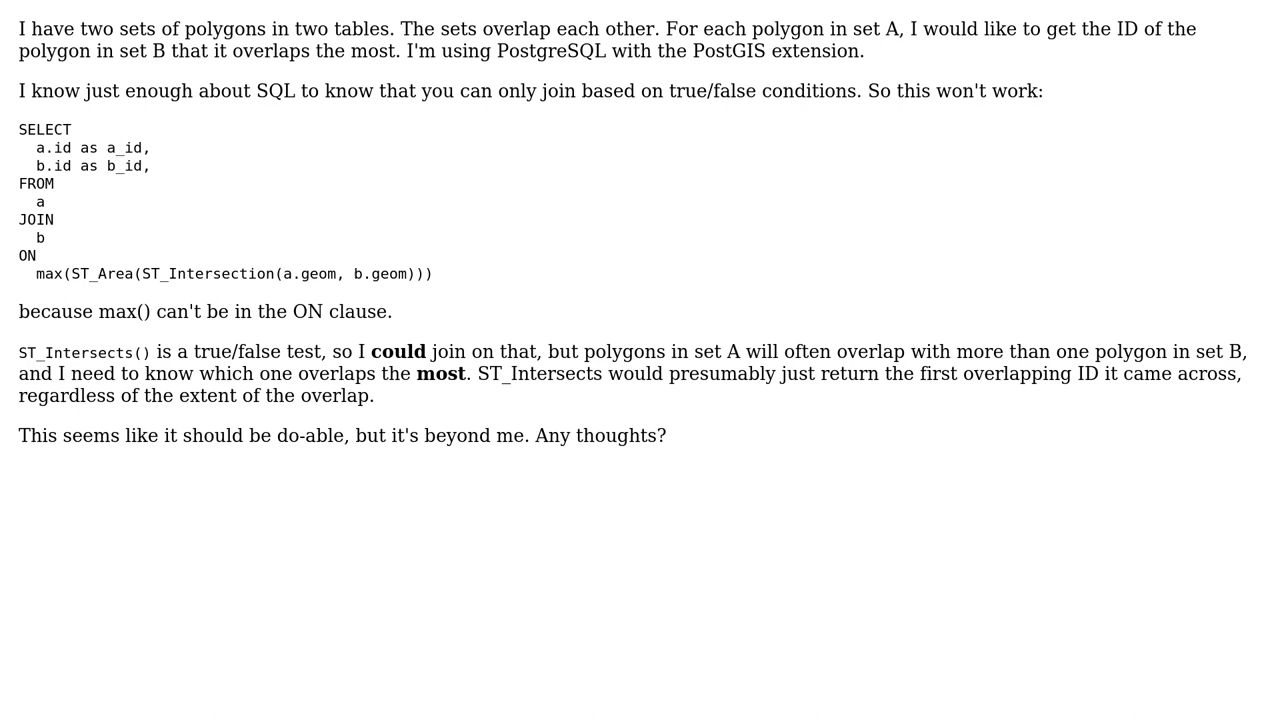 I have two sets of polygons in two tables. The sets overlap each other. For each polygon in set A, I would like to get the ID of the
polygon in set B that it overlaps the most. I'm using PostgreSQL with the PostGIS extension.
I know just enough about SQL to know that you can only join based on true/false conditions. So this won't work:
SELECT
  a.id as a_id,
  b.id as b_id,
FROM
  a
JOIN
  b
ON
  max(ST_Area(ST_Intersection(a.geom, b.geom)))
because max() can't be in the ON clause.
ST_Intersects() is a true/false test, so I could join on that, but polygons in set A will often overlap with more than one polygon in set B,
and I need to know which one overlaps the most. ST_Intersects would presumably just return the first overlapping ID it came across,
regardless of the extent of the overlap.
This seems like it should be do-able, but it's beyond me. Any thoughts?